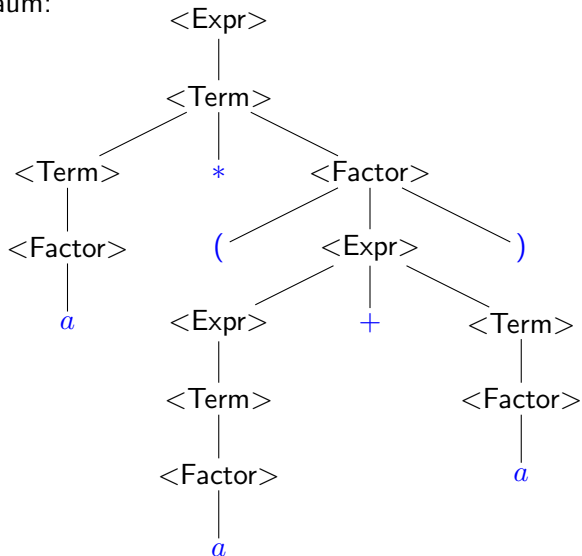 aum:
<Expr>
<Term>
<Term> * <Factor>
<Factor> ( <Expr> )
a <Expr> + <Term>
<Term> <Factor>
<Factor> a
a